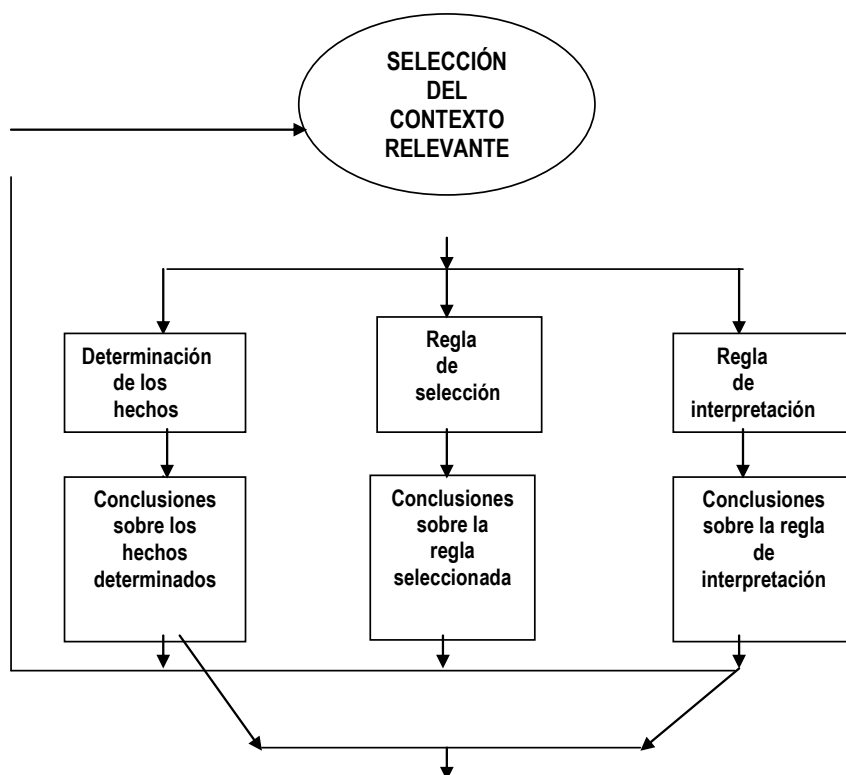 SELECCIÓN
DEL
CONTEXTO
RELEVANTE
Determinación
de los
hechos
Regla
de
selección
Regla
de
interpretación
Conclusiones
sobre los
hechos
determinados
Conclusiones
sobre la
regla
seleccionada
Conclusiones
sobre la regla
de
interpretación